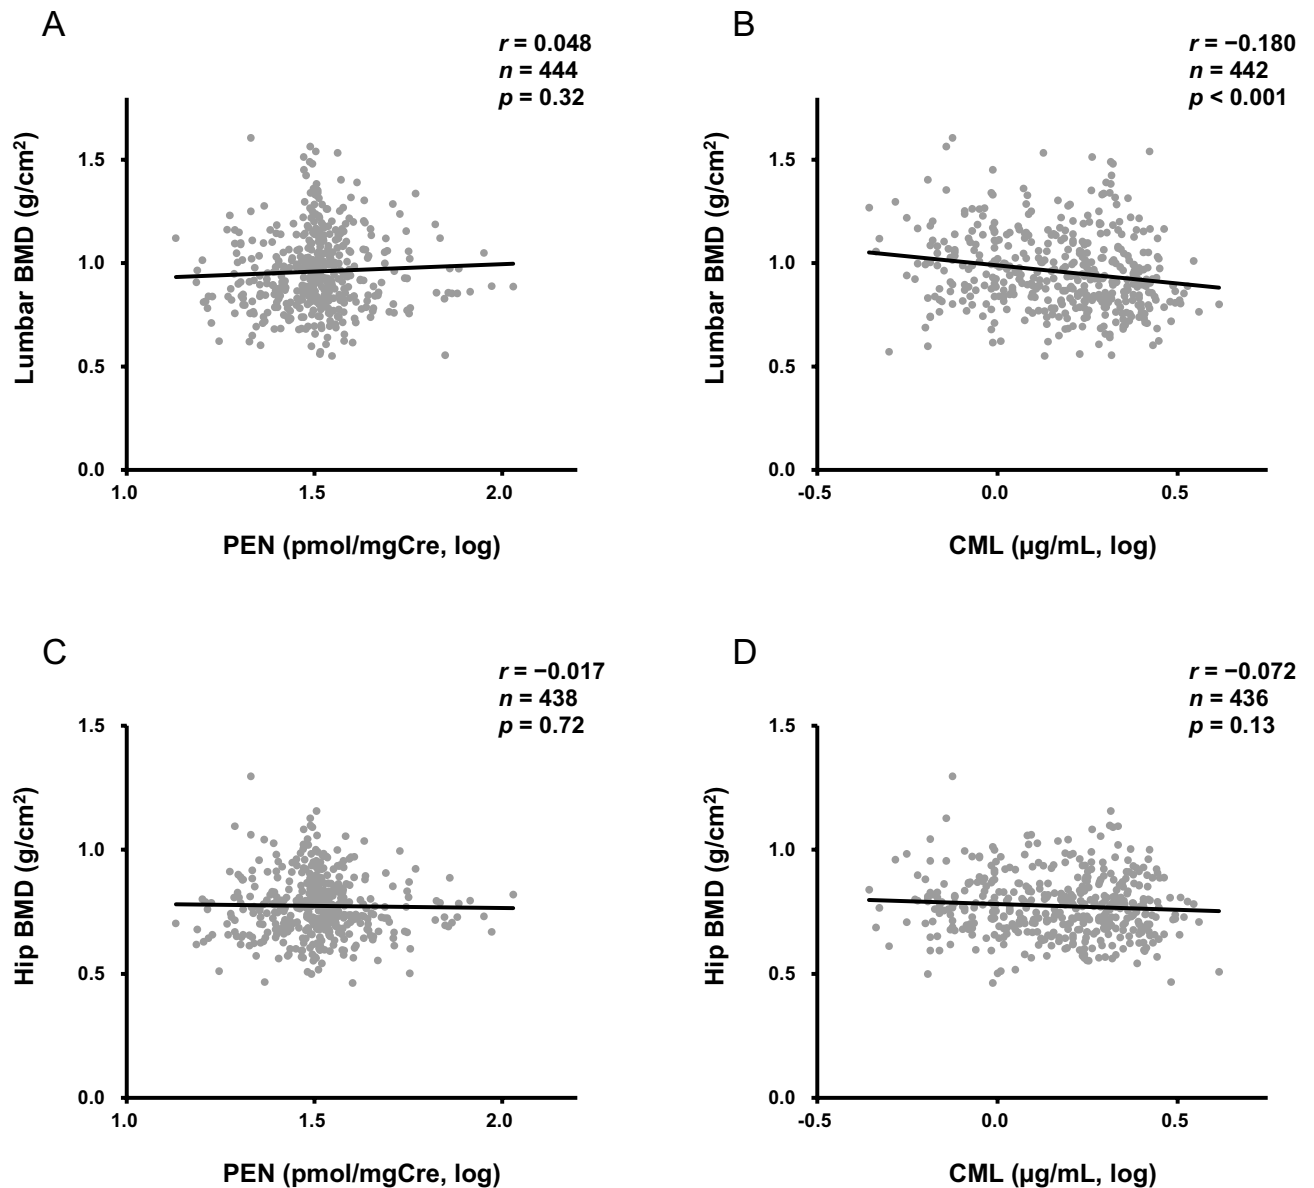 A
r = 0.048
n = 444
p = 0.32
Lumbar BMD (g/cm²)
1.5
1.0
0.5
0.0
1.0 1.5 2.0
PEN (pmol/mgCre, log)
B
r = −0.180
n = 442
p < 0.001
Lumbar BMD (g/cm²)
1.5
1.0
0.5
0.0
-0.5 0.0 0.5
CML (μg/mL, log)
C
r = −0.017
n = 438
p = 0.72
Hip BMD (g/cm²)
1.5
1.0
0.5
0.0
1.0 1.5 2.0
PEN (pmol/mgCre, log)
D
r = −0.072
n = 436
p = 0.13
Hip BMD (g/cm²)
1.5
1.0
0.5
0.0
-0.5 0.0 0.5
CML (μg/mL, log)